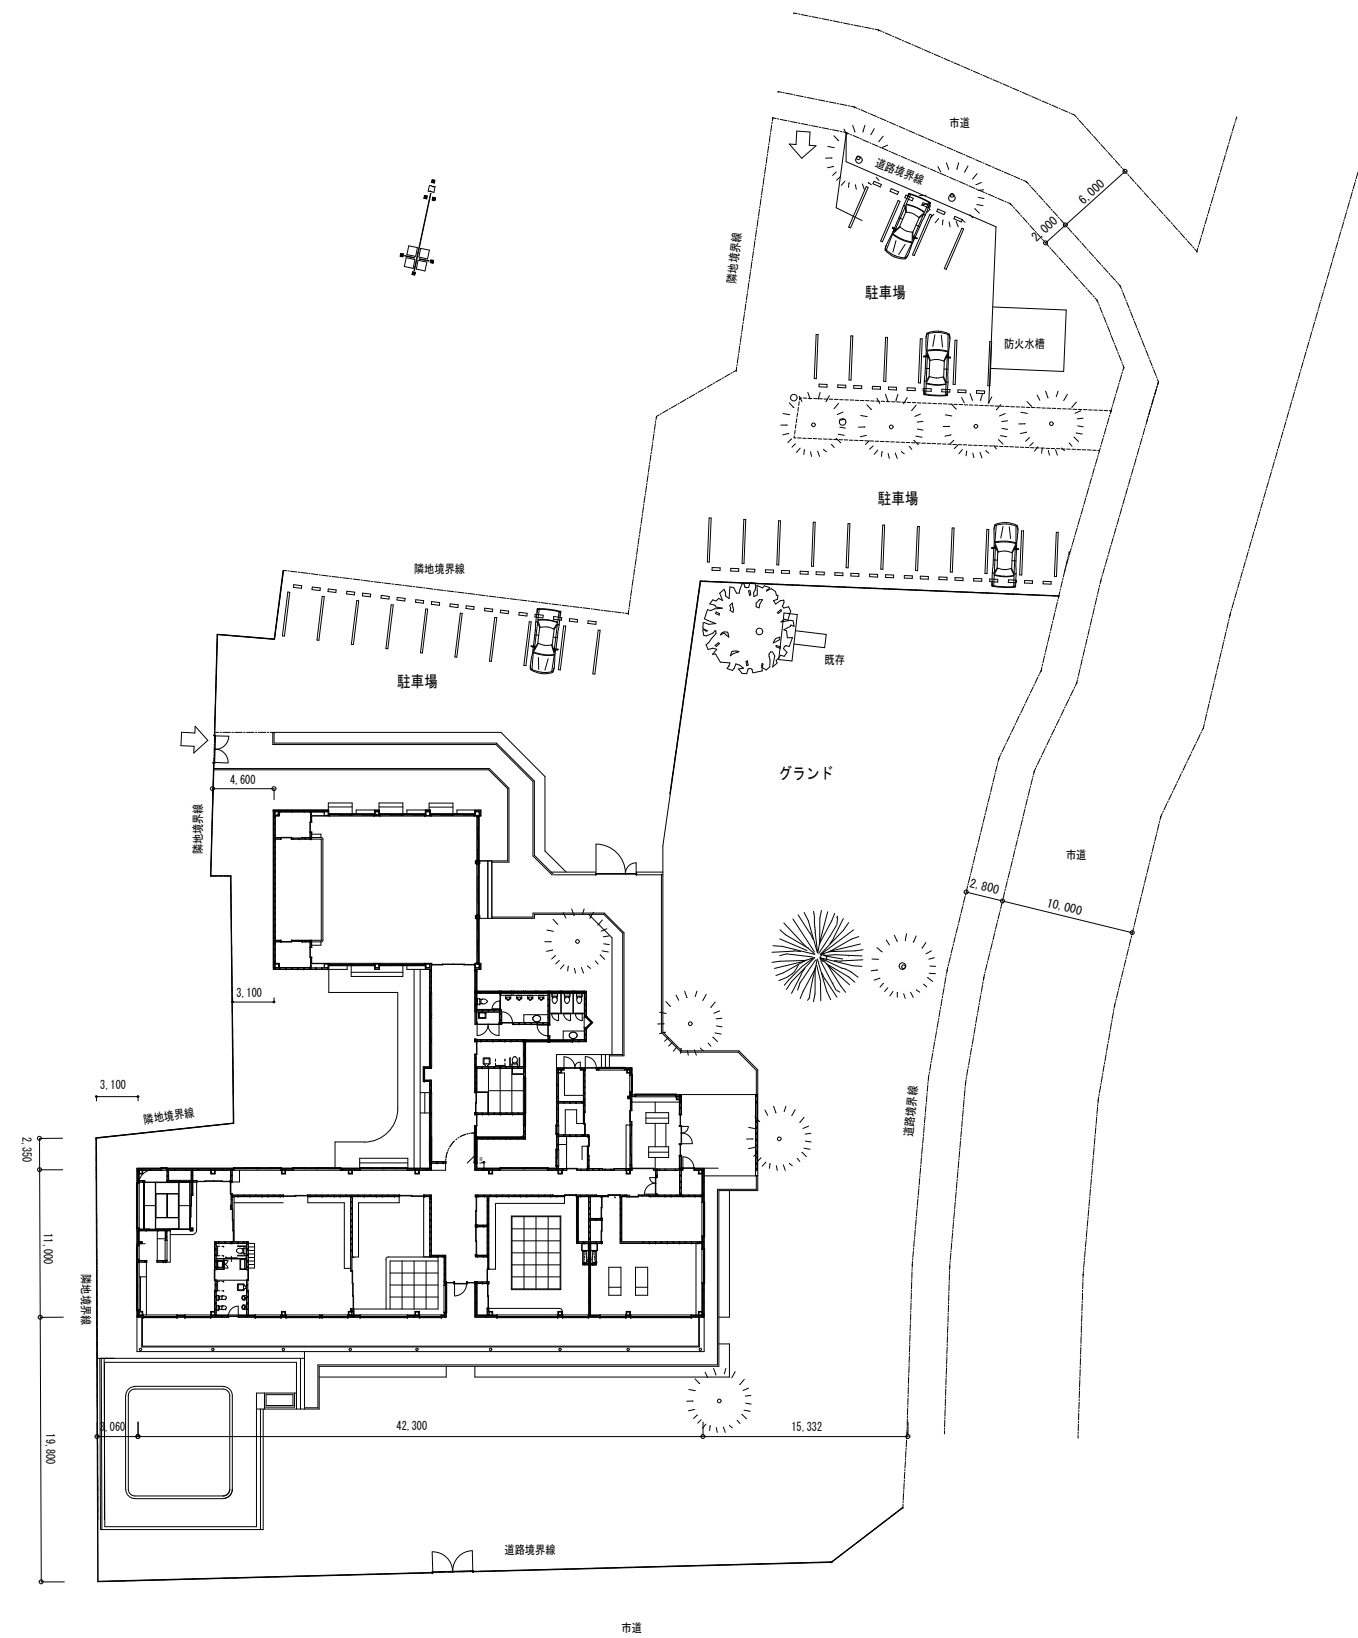 市道
道路境界線
6,000
2,000
隣地境界線
駐車場
防火水槽
駐車場
隣地境界線
既存
駐車場
グランド
4,600
隣地境界線
市道
2,800
10,000
3,100
3,100
隣地境界線
道路境界線
2,350
11,000
隣地境界線
3,060
42,300
15,332
19,800
道路境界線
市道